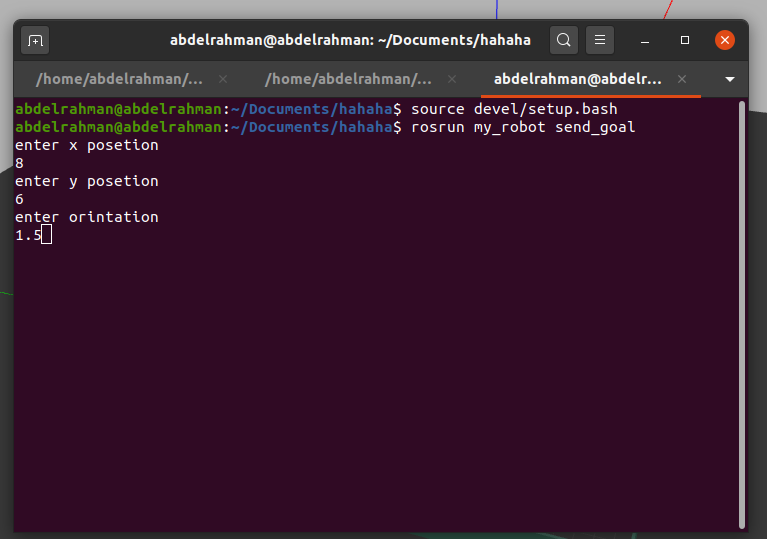 abdelrahman@abdelrahman: ~/Documents/hahaha
/home/abdelrahman/... /home/abdelrahman/... abdelrahman@abdelr...
abdelrahman@abdelrahman:~/Documents/hahaha$ source devel/setup.bash
abdelrahman@abdelrahman:~/Documents/hahaha$ rosrun my_robot send_goal
enter x posetion
8
enter y posetion
6
enter orintation
1.5